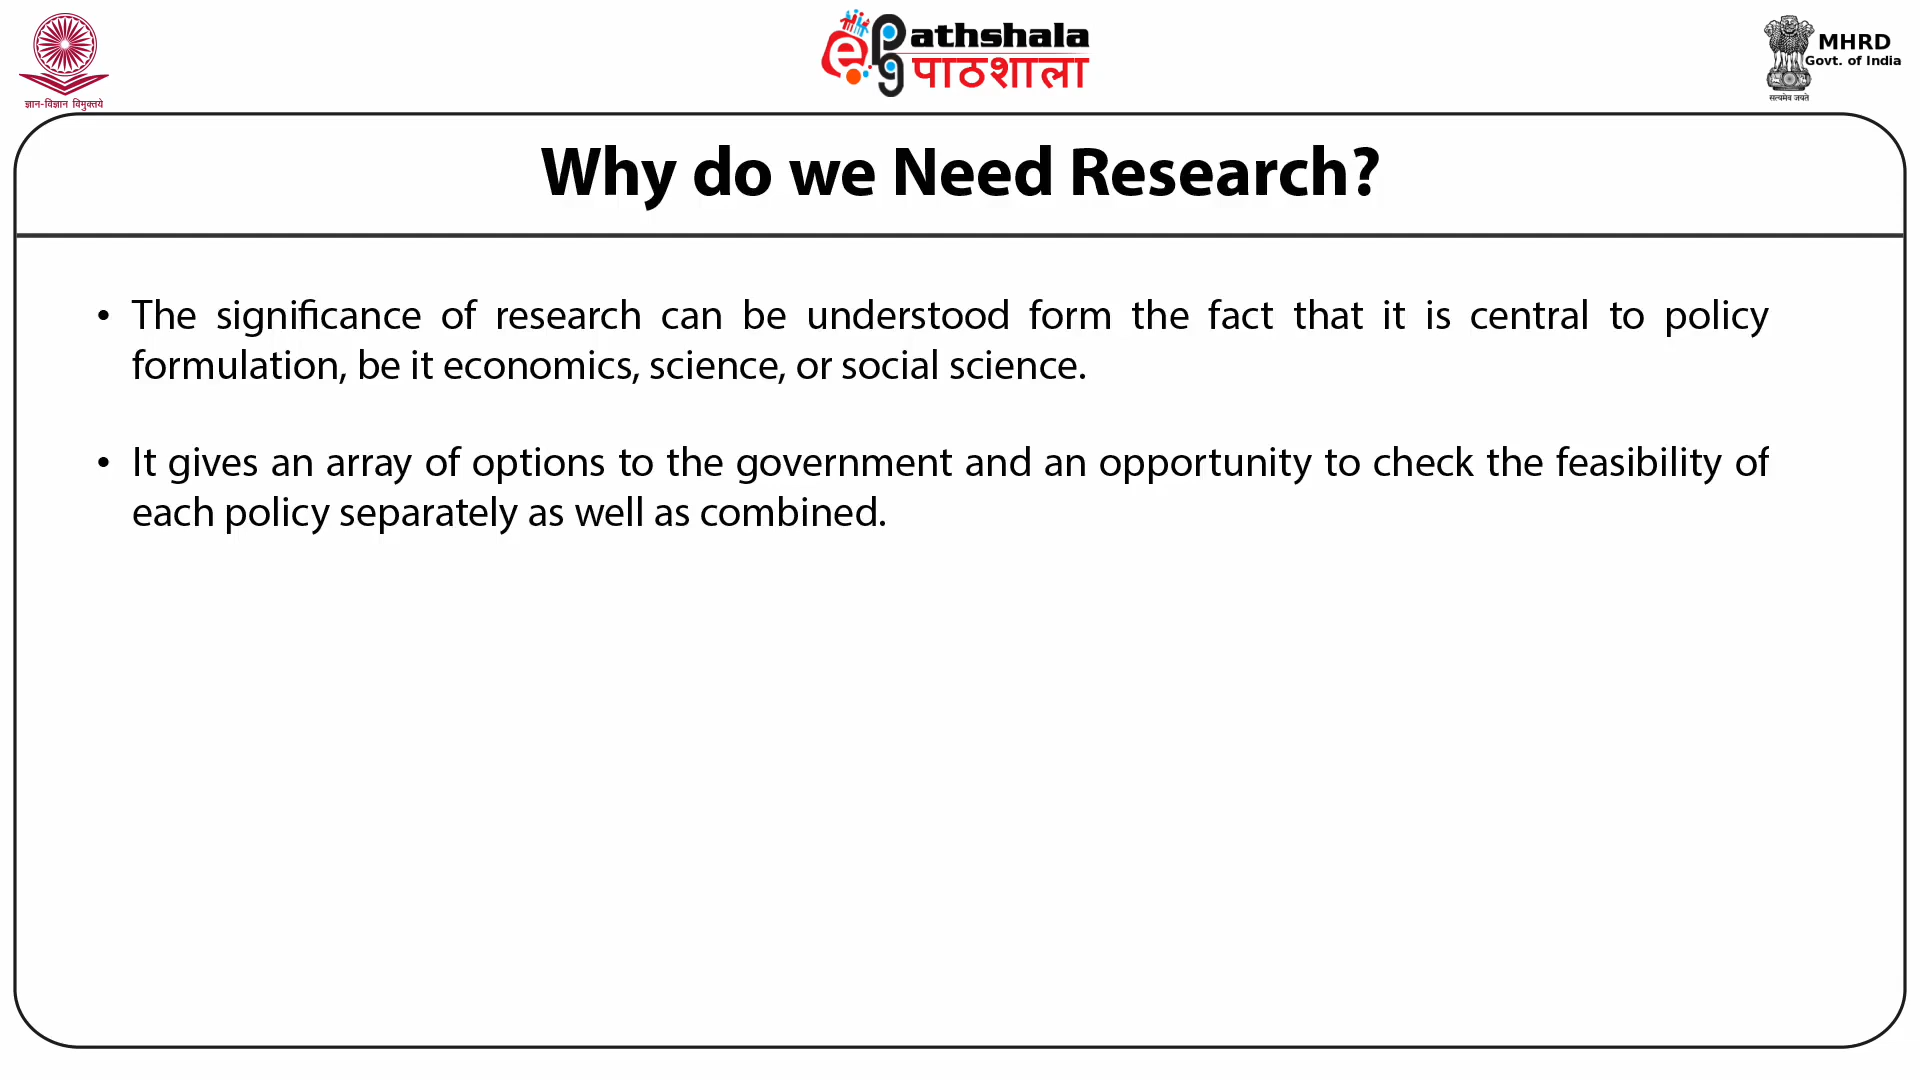 ज्ञान-विज्ञान विमुक्तये
e Pathshala
pg पाठशाला
MHRD
Govt. of India
सत्यमेव जयते
Why do we Need Research?
• The significance of research can be understood form the fact that it is central to policy
formulation, be it economics, science, or social science.
• It gives an array of options to the government and an opportunity to check the feasibility of
each policy separately as well as combined.